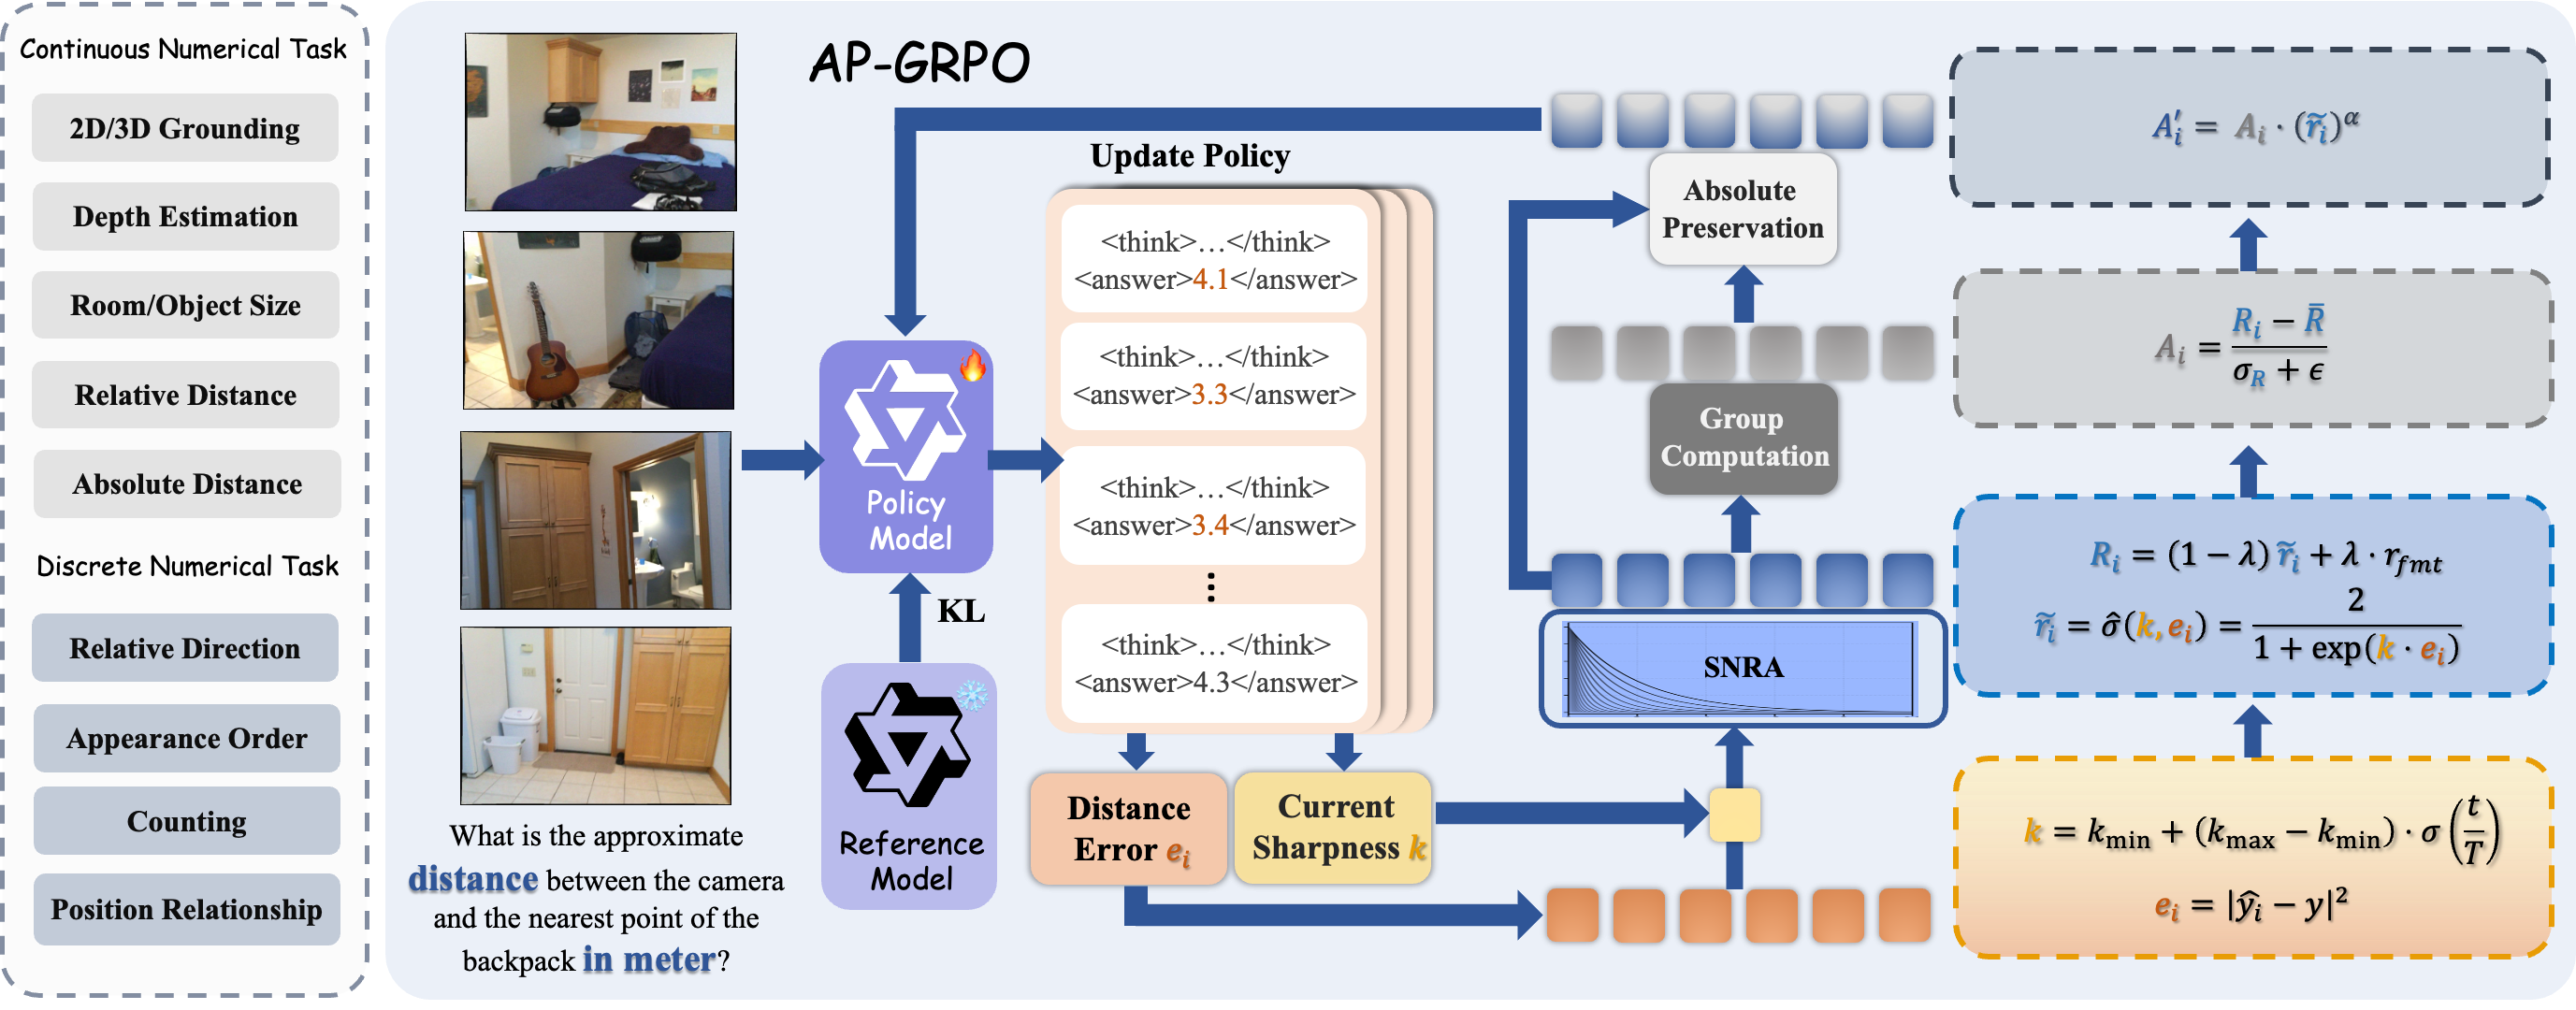 Continuous Numerical Task
2D/3D Grounding
Depth Estimation
Room/Object Size
Relative Distance
Absolute Distance
Discrete Numerical Task
Relative Direction
Appearance Order
Counting
Position Relationship
AP-GRPO
What is the approximate
distance between the camera
and the nearest point of the
backpack in meter?
Policy
Model
KL
Reference
Model
Update Policy
<think>…</think>
<answer>4.1</answer>
<think>…</think>
<answer>3.3</answer>
<think>…</think>
<answer>3.4</answer>
⋮
<think>…</think>
<answer>4.3</answer>
Distance
Error e_i
Current
Sharpness k
Absolute
Preservation
Group
Computation
SNRA
A′_i = A_i · (r̃_i)^α
A_i = (R_i − R̄) / (σ_R + ϵ)
R_i = (1 − λ) r̃_i + λ · r_fmt
r̃_i = σ̂(k, e_i) = 2 / (1 + exp(k · e_i))
k = k_min + (k_max − k_min) · σ(t/T)
e_i = |ŷ_i − y|²